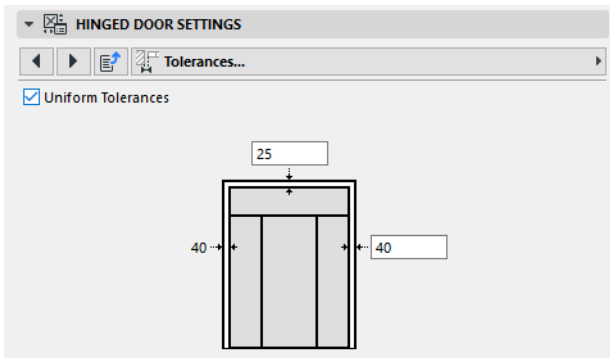 HINGED DOOR SETTINGS
Tolerances...
Uniform Tolerances
25
40
40